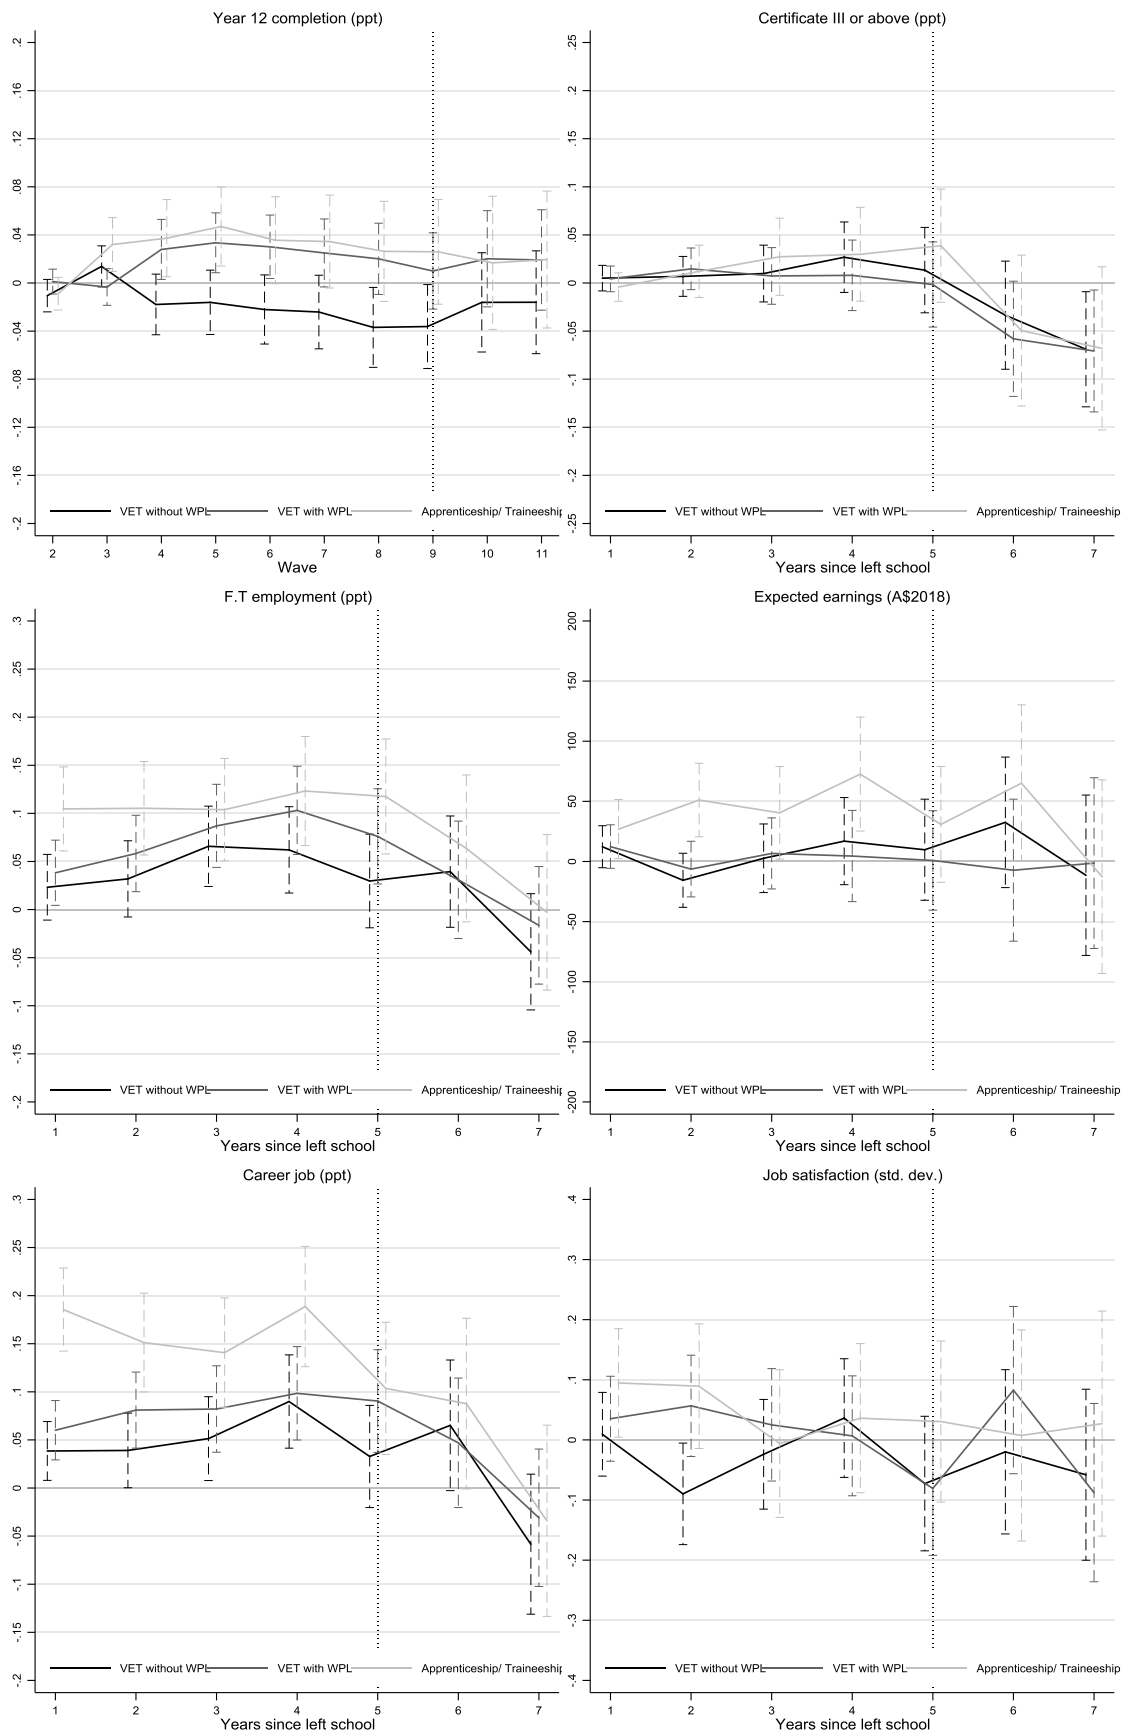 Year 12 completion (ppt)
.2
.16
.12
.08
.04
0
-.04
-.08
-.12
-.16
-.2
VET without WPL VET with WPL Apprenticeship/ Traineeship
2 3 4 5 6 7 8 9 10 11
Wave
Certificate III or above (ppt)
.25
.2
.15
.1
.05
0
-.05
-.1
-.15
-.2
-.25
VET without WPL VET with WPL Apprenticeship/ Traineeship
1 2 3 4 5 6 7
Years since left school
F.T employment (ppt)
.3
.25
.2
.15
.1
.05
0
-.05
-.1
-.15
-.2
VET without WPL VET with WPL Apprenticeship/ Traineeship
1 2 3 4 5 6 7
Years since left school
Expected earnings (A$2018)
200
150
100
50
0
-50
-100
-150
-200
VET without WPL VET with WPL Apprenticeship/ Traineeship
1 2 3 4 5 6 7
Years since left school
Career job (ppt)
.3
.25
.2
.15
.1
.05
0
-.05
-.1
-.15
-.2
VET without WPL VET with WPL Apprenticeship/ Traineeship
1 2 3 4 5 6 7
Years since left school
Job satisfaction (std. dev.)
.4
.3
.2
.1
0
-.1
-.2
-.3
-.4
VET without WPL VET with WPL Apprenticeship/ Traineeship
1 2 3 4 5 6 7
Years since left school